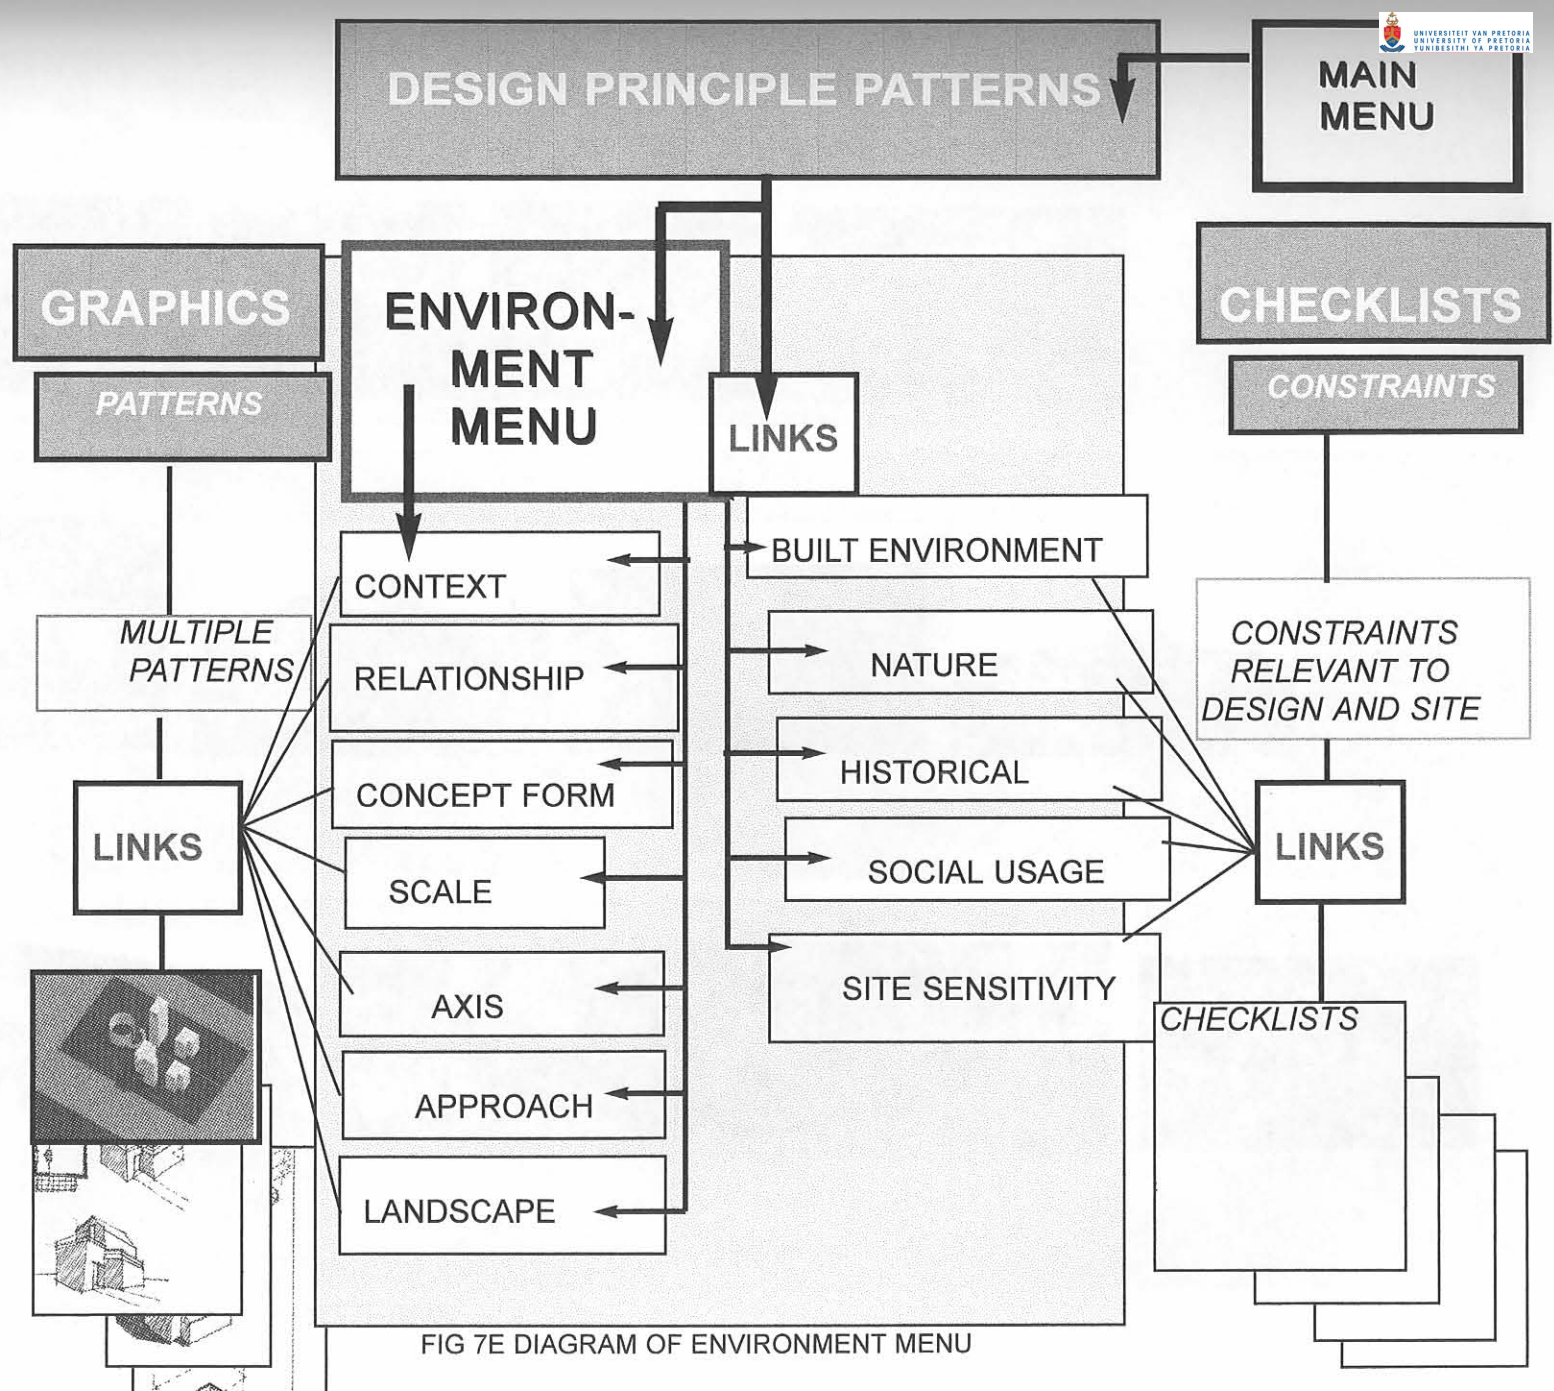 UNIVERSITEIT VAN PRETORIA
UNIVERSITY OF PRETORIA
YUNIBESITHI YA PRETORIA
DESIGN PRINCIPLE PATTERNS
MAIN
MENU
GRAPHICS
PATTERNS
ENVIRON-
MENT
MENU
LINKS
CHECKLISTS
CONSTRAINTS
MULTIPLE
PATTERNS
LINKS
CONTEXT
RELATIONSHIP
CONCEPT FORM
SCALE
AXIS
APPROACH
LANDSCAPE
BUILT ENVIRONMENT
NATURE
HISTORICAL
SOCIAL USAGE
SITE SENSITIVITY
CONSTRAINTS
RELEVANT TO
DESIGN AND SITE
LINKS
CHECKLISTS
FIG 7E DIAGRAM OF ENVIRONMENT MENU